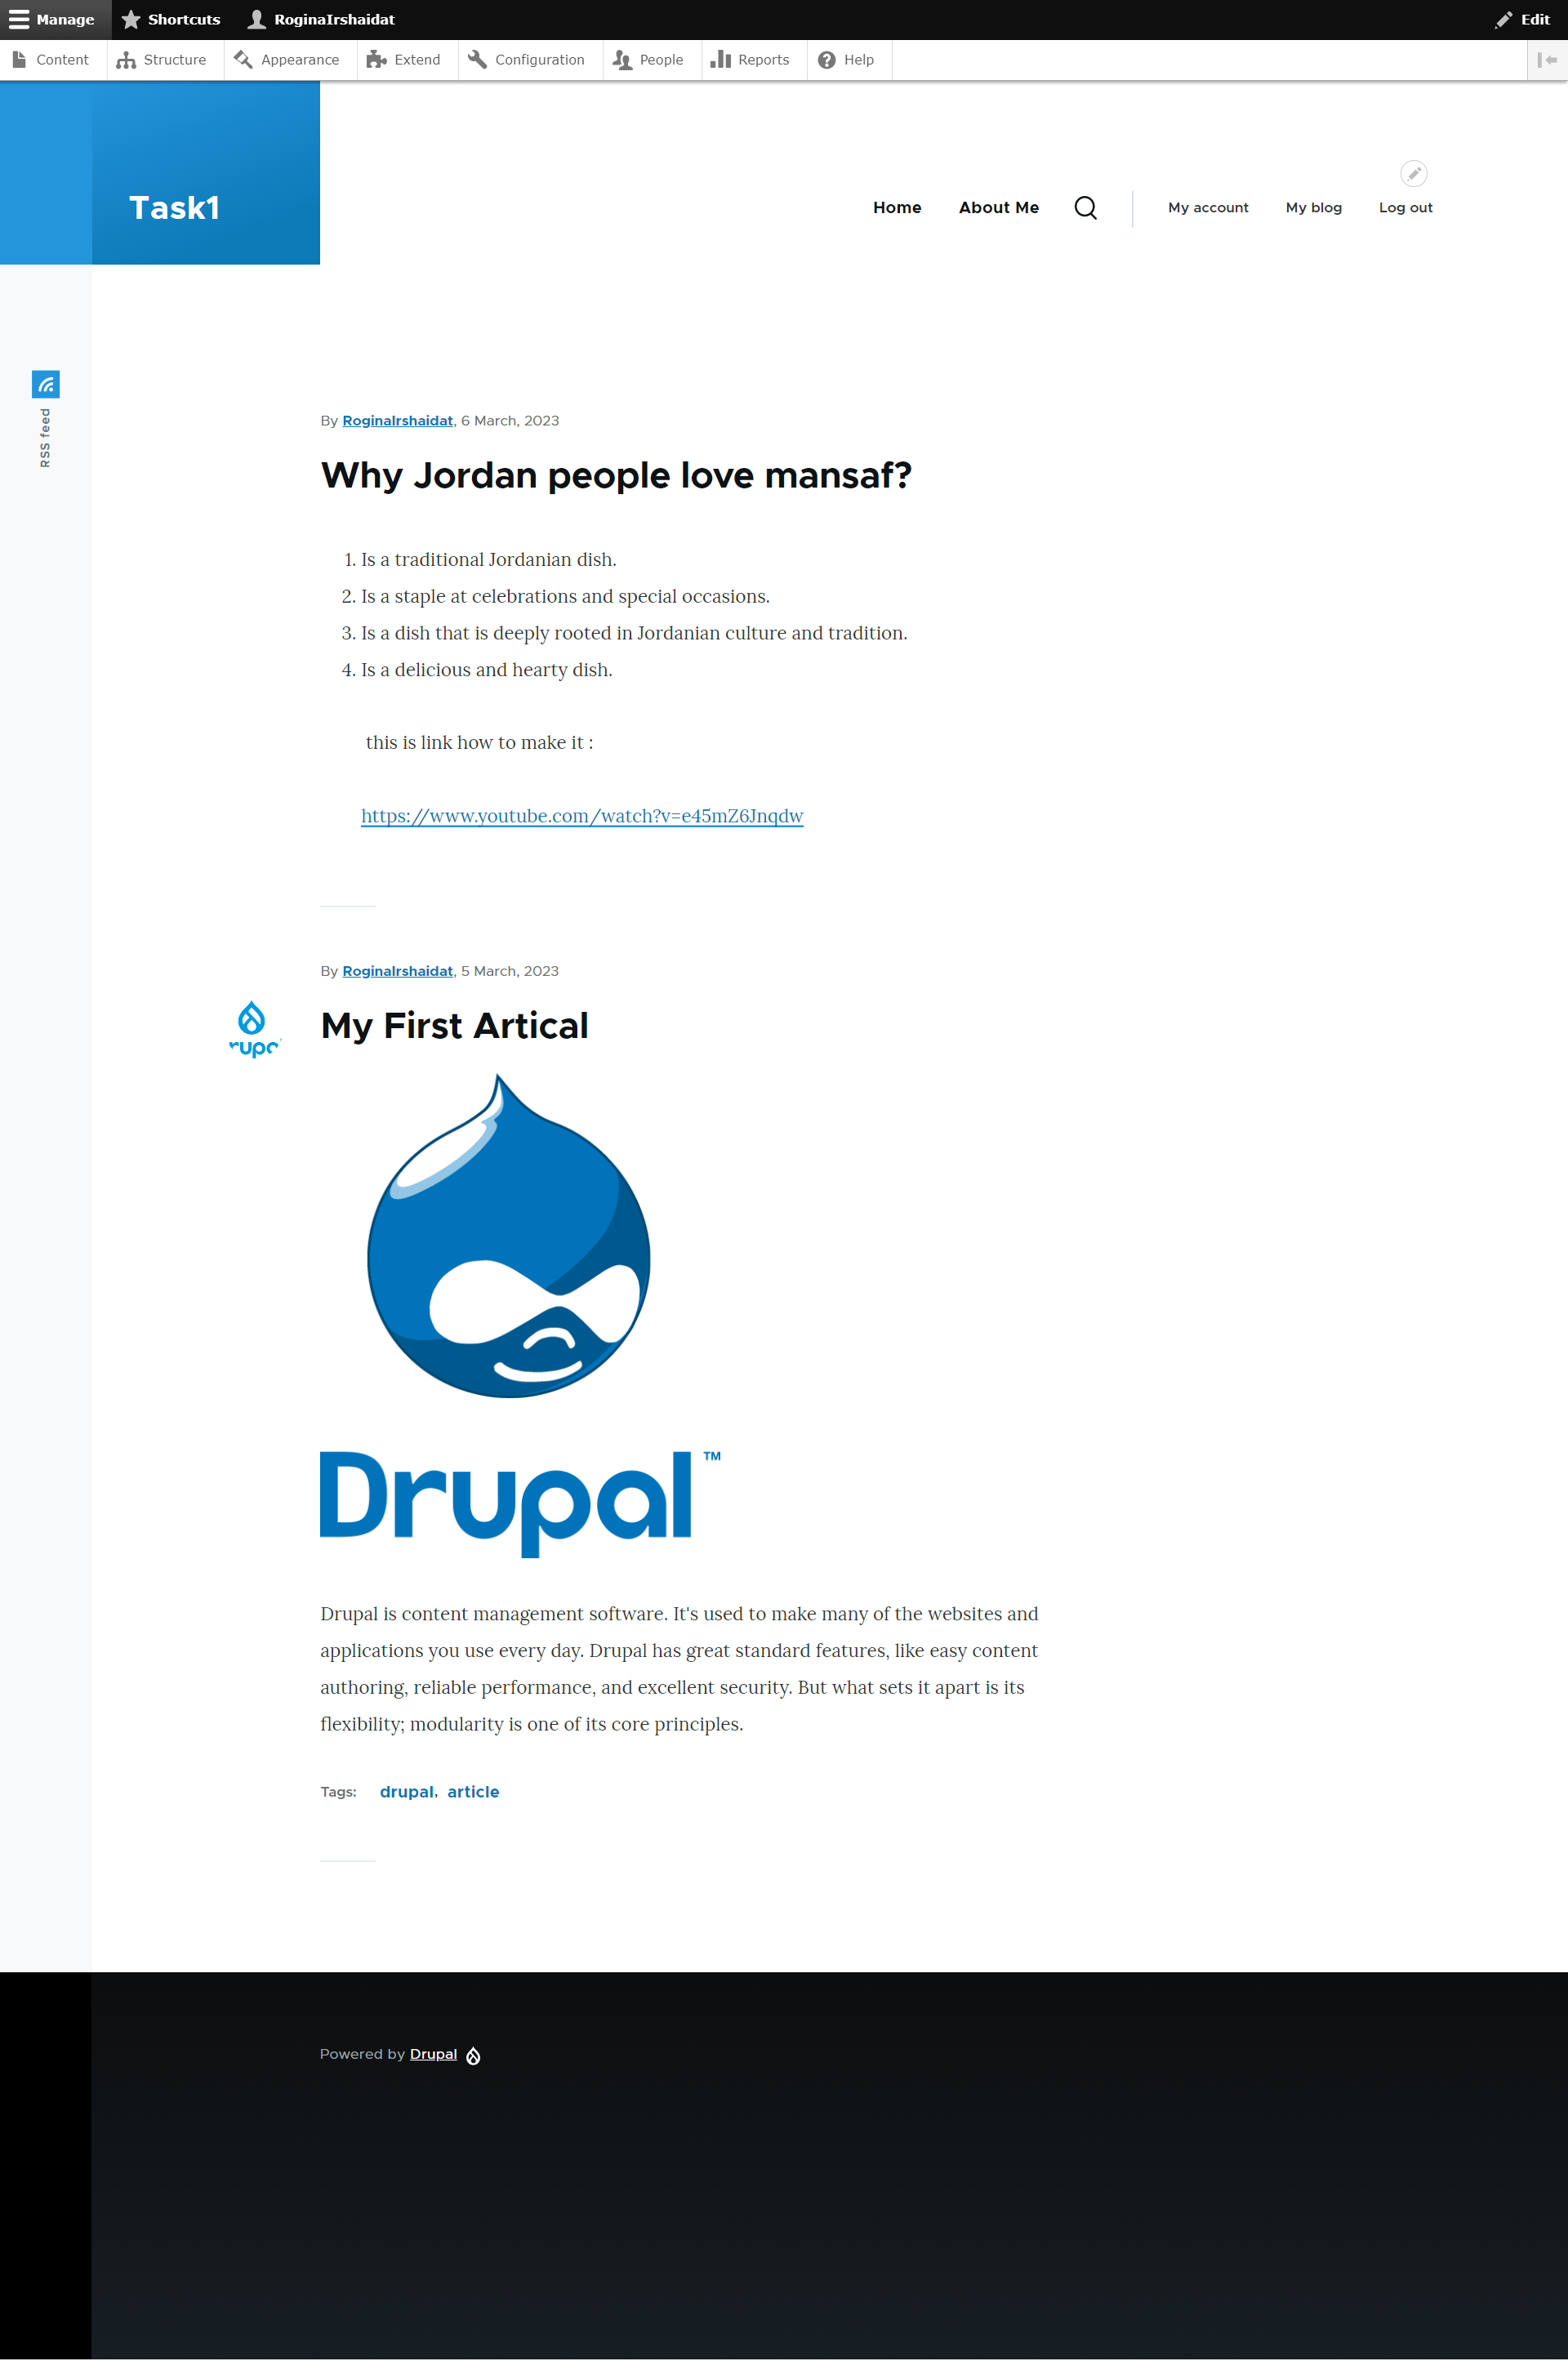 Manage Shortcuts RoginaIrshaidat Edit
Content Structure Appearance Extend Configuration People Reports Help
Task1
Home About Me My account My blog Log out
RSS feed
By RoginaIrshaidat, 6 March, 2023
Why Jordan people love mansaf?
1. Is a traditional Jordanian dish.
2. Is a staple at celebrations and special occasions.
3. Is a dish that is deeply rooted in Jordanian culture and tradition.
4. Is a delicious and hearty dish.
this is link how to make it :
https://www.youtube.com/watch?v=e45mZ6Jnqdw
By RoginaIrshaidat, 5 March, 2023
rupa
My First Artical
Drupal™
Drupal is content management software. It's used to make many of the websites and
applications you use every day. Drupal has great standard features, like easy content
authoring, reliable performance, and excellent security. But what sets it apart is its
flexibility; modularity is one of its core principles.
Tags: drupal, article
Powered by Drupal